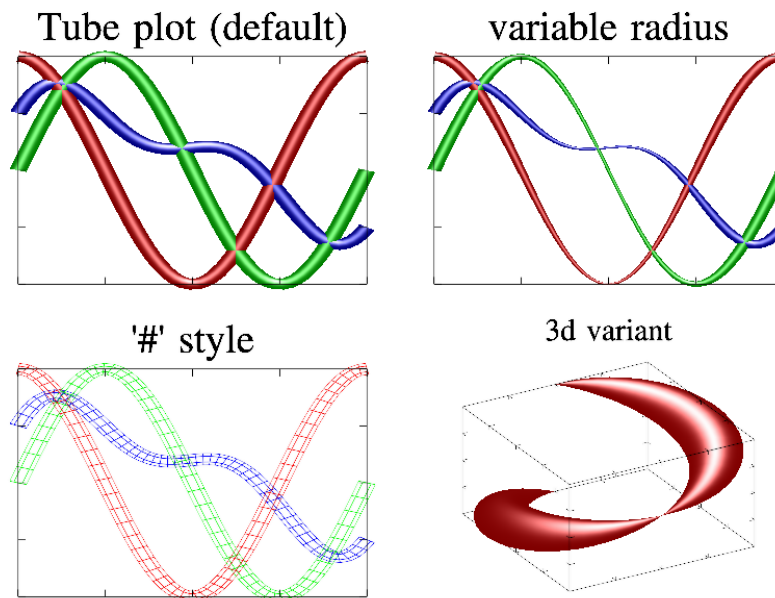 Tube plot (default)
variable radius
'#' style
3d variant